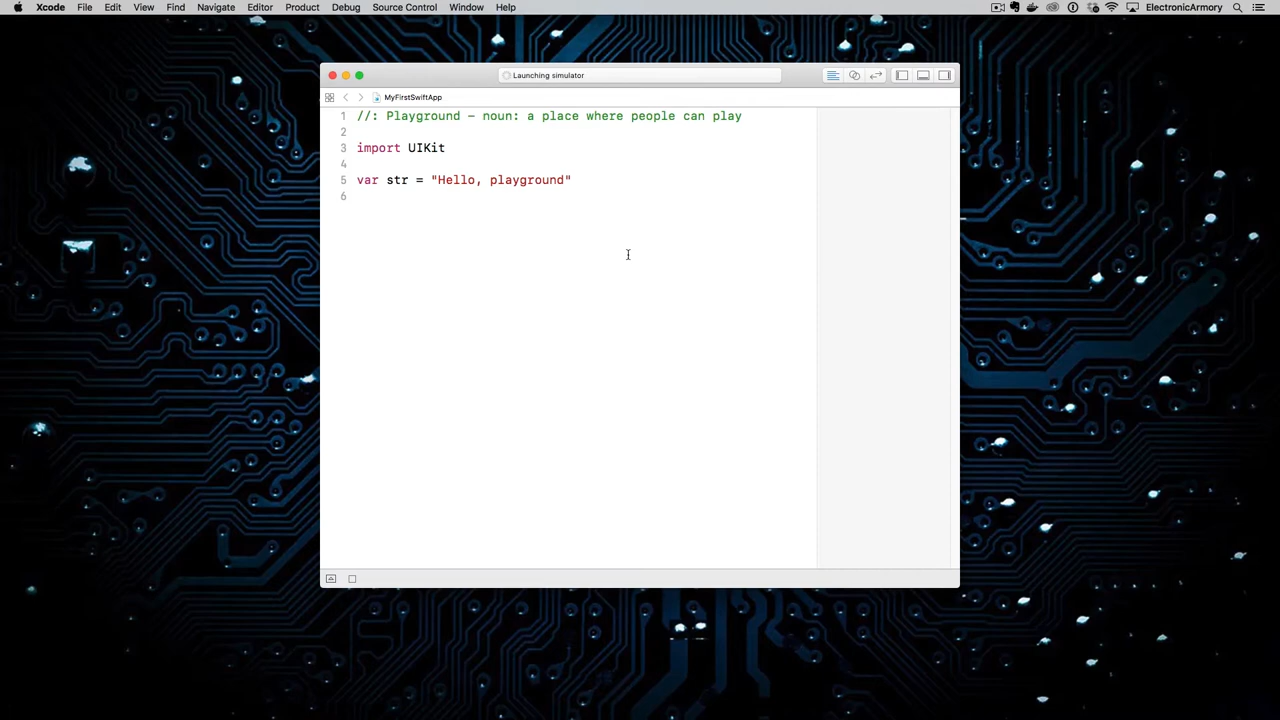 Xcode File Edit View Find Navigate Editor Product Debug Source Control Window Help ElectronicArmory
Launching simulator
MyFirstSwiftApp
1 //: Playground - noun: a place where people can play
2
3 import UIKit
4
5 var str = "Hello, playground"
6